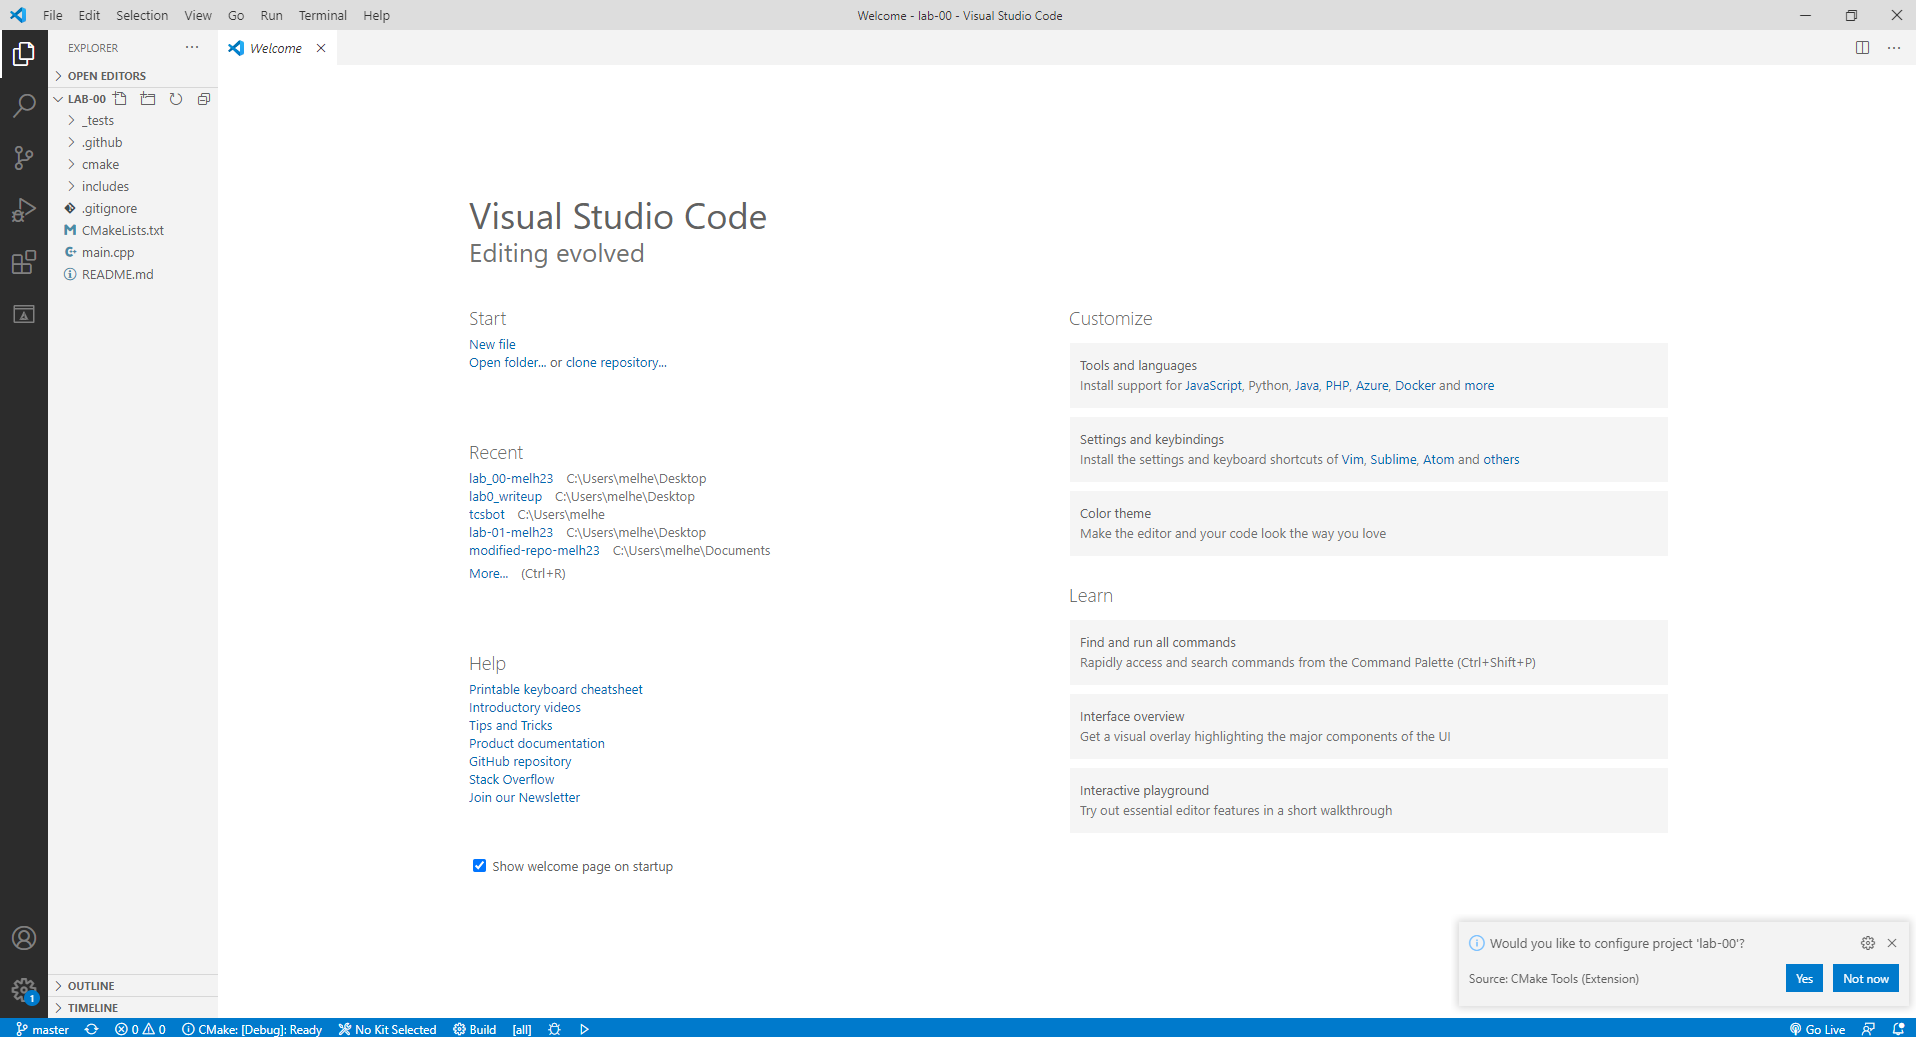 File Edit Selection View Go Run Terminal Help
Welcome - lab-00 - Visual Studio Code
EXPLORER
Welcome
OPEN EDITORS
LAB-00
_tests
.github
cmake
includes
.gitignore
CMakeLists.txt
main.cpp
README.md
Visual Studio Code
Editing evolved
Start
New file
Open folder... or clone repository...
Recent
lab_00-melh23 C:\Users\melhe\Desktop
lab0_writeup C:\Users\melhe\Desktop
tcsbot C:\Users\melhe
lab-01-melh23 C:\Users\melhe\Desktop
modified-repo-melh23 C:\Users\melhe\Documents
More... (Ctrl+R)
Help
Printable keyboard cheatsheet
Introductory videos
Tips and Tricks
Product documentation
GitHub repository
Stack Overflow
Join our Newsletter
Show welcome page on startup
Customize
Tools and languages
Install support for JavaScript, Python, Java, PHP, Azure, Docker and more
Settings and keybindings
Install the settings and keyboard shortcuts of Vim, Sublime, Atom and others
Color theme
Make the editor and your code look the way you love
Learn
Find and run all commands
Rapidly access and search commands from the Command Palette (Ctrl+Shift+P)
Interface overview
Get a visual overlay highlighting the major components of the UI
Interactive playground
Try out essential editor features in a short walkthrough
Would you like to configure project 'lab-00'?
Source: CMake Tools (Extension)
Yes
Not now
OUTLINE
TIMELINE
1
master 0 0 CMake: [Debug]: Ready No Kit Selected Build [all] Go Live